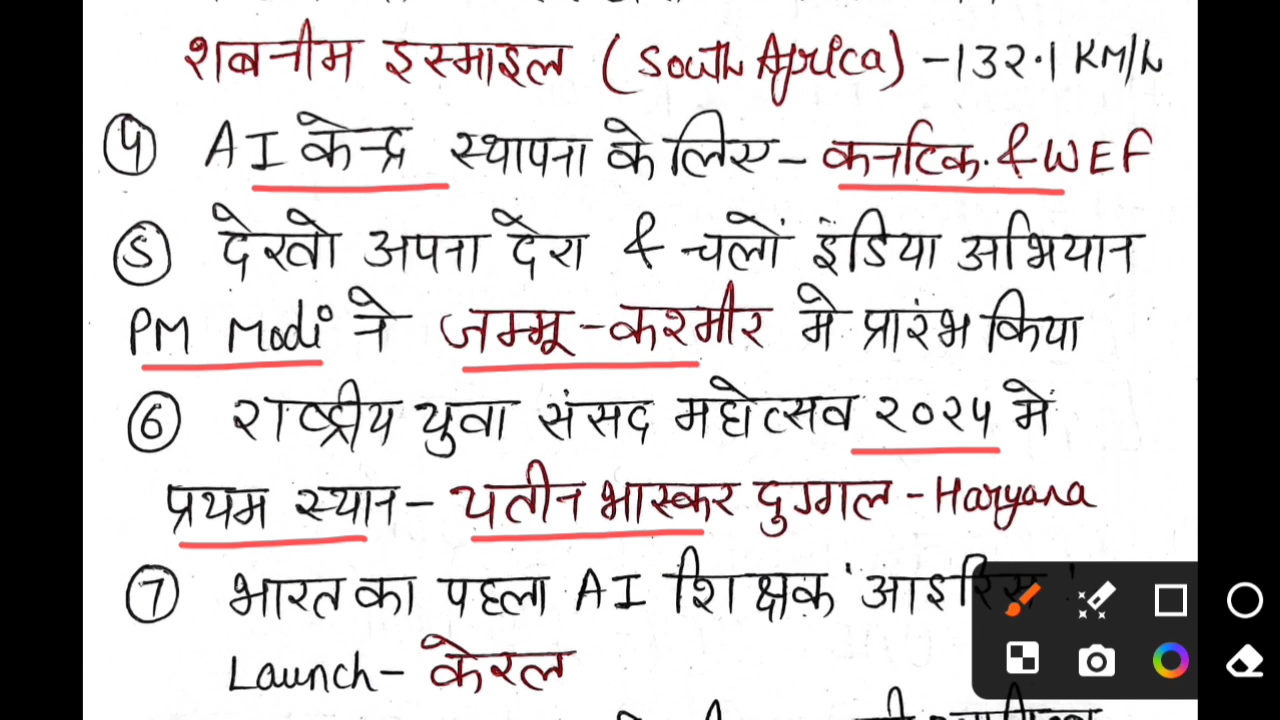 शबनीम इस्माइल (South Africa) - 132.1 KM/h
4 AI केन्द्र स्थापना के लिए - कर्नाटक & WEF
5 देखो अपना देश & चलों इंडिया अभियान
PM Modi ने जम्मू - कश्मीर मे प्रारंभ किया
6 राष्ट्रीय युवा संसद महोत्सव २०२५ मे
प्रथम स्थान - यतीन भास्कर दुग्गल - Haryana
7 भारत का पहला AI शिक्षक 'आइरिस'
Launch - केरल